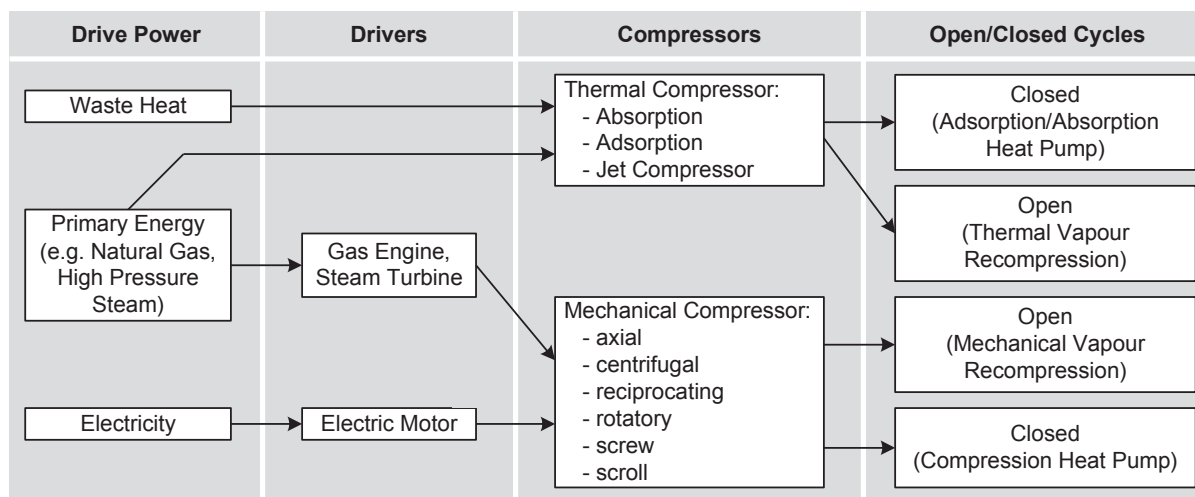 Drive Power
Drivers
Compressors
Open/Closed Cycles
Waste Heat
Primary Energy
(e.g. Natural Gas,
High Pressure
Steam)
Electricity
Gas Engine,
Steam Turbine
Electric Motor
Thermal Compressor:
- Absorption
- Adsorption
- Jet Compressor
Mechanical Compressor:
- axial
- centrifugal
- reciprocating
- rotatory
- screw
- scroll
Closed
(Adsorption/Absorption
Heat Pump)
Open
(Thermal Vapour
Recompression)
Open
(Mechanical Vapour
Recompression)
Closed
(Compression Heat Pump)